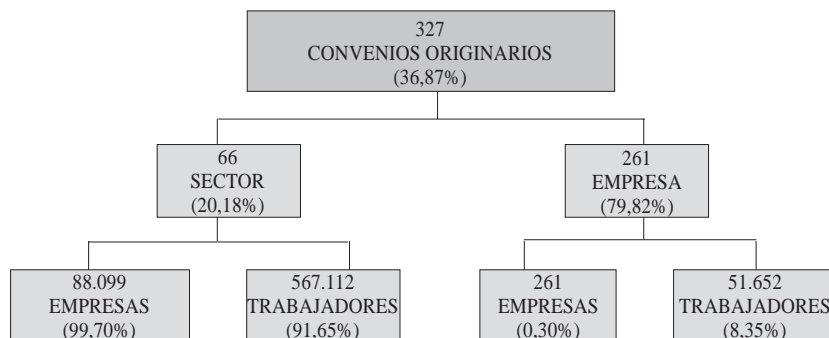 327
CONVENIOS ORIGINARIOS
(36,87%)
66
SECTOR
(20,18%)
261
EMPRESA
(79,82%)
88.099
EMPRESAS
(99,70%)
567.112
TRABAJADORES
(91,65%)
261
EMPRESAS
(0,30%)
51.652
TRABAJADORES
(8,35%)